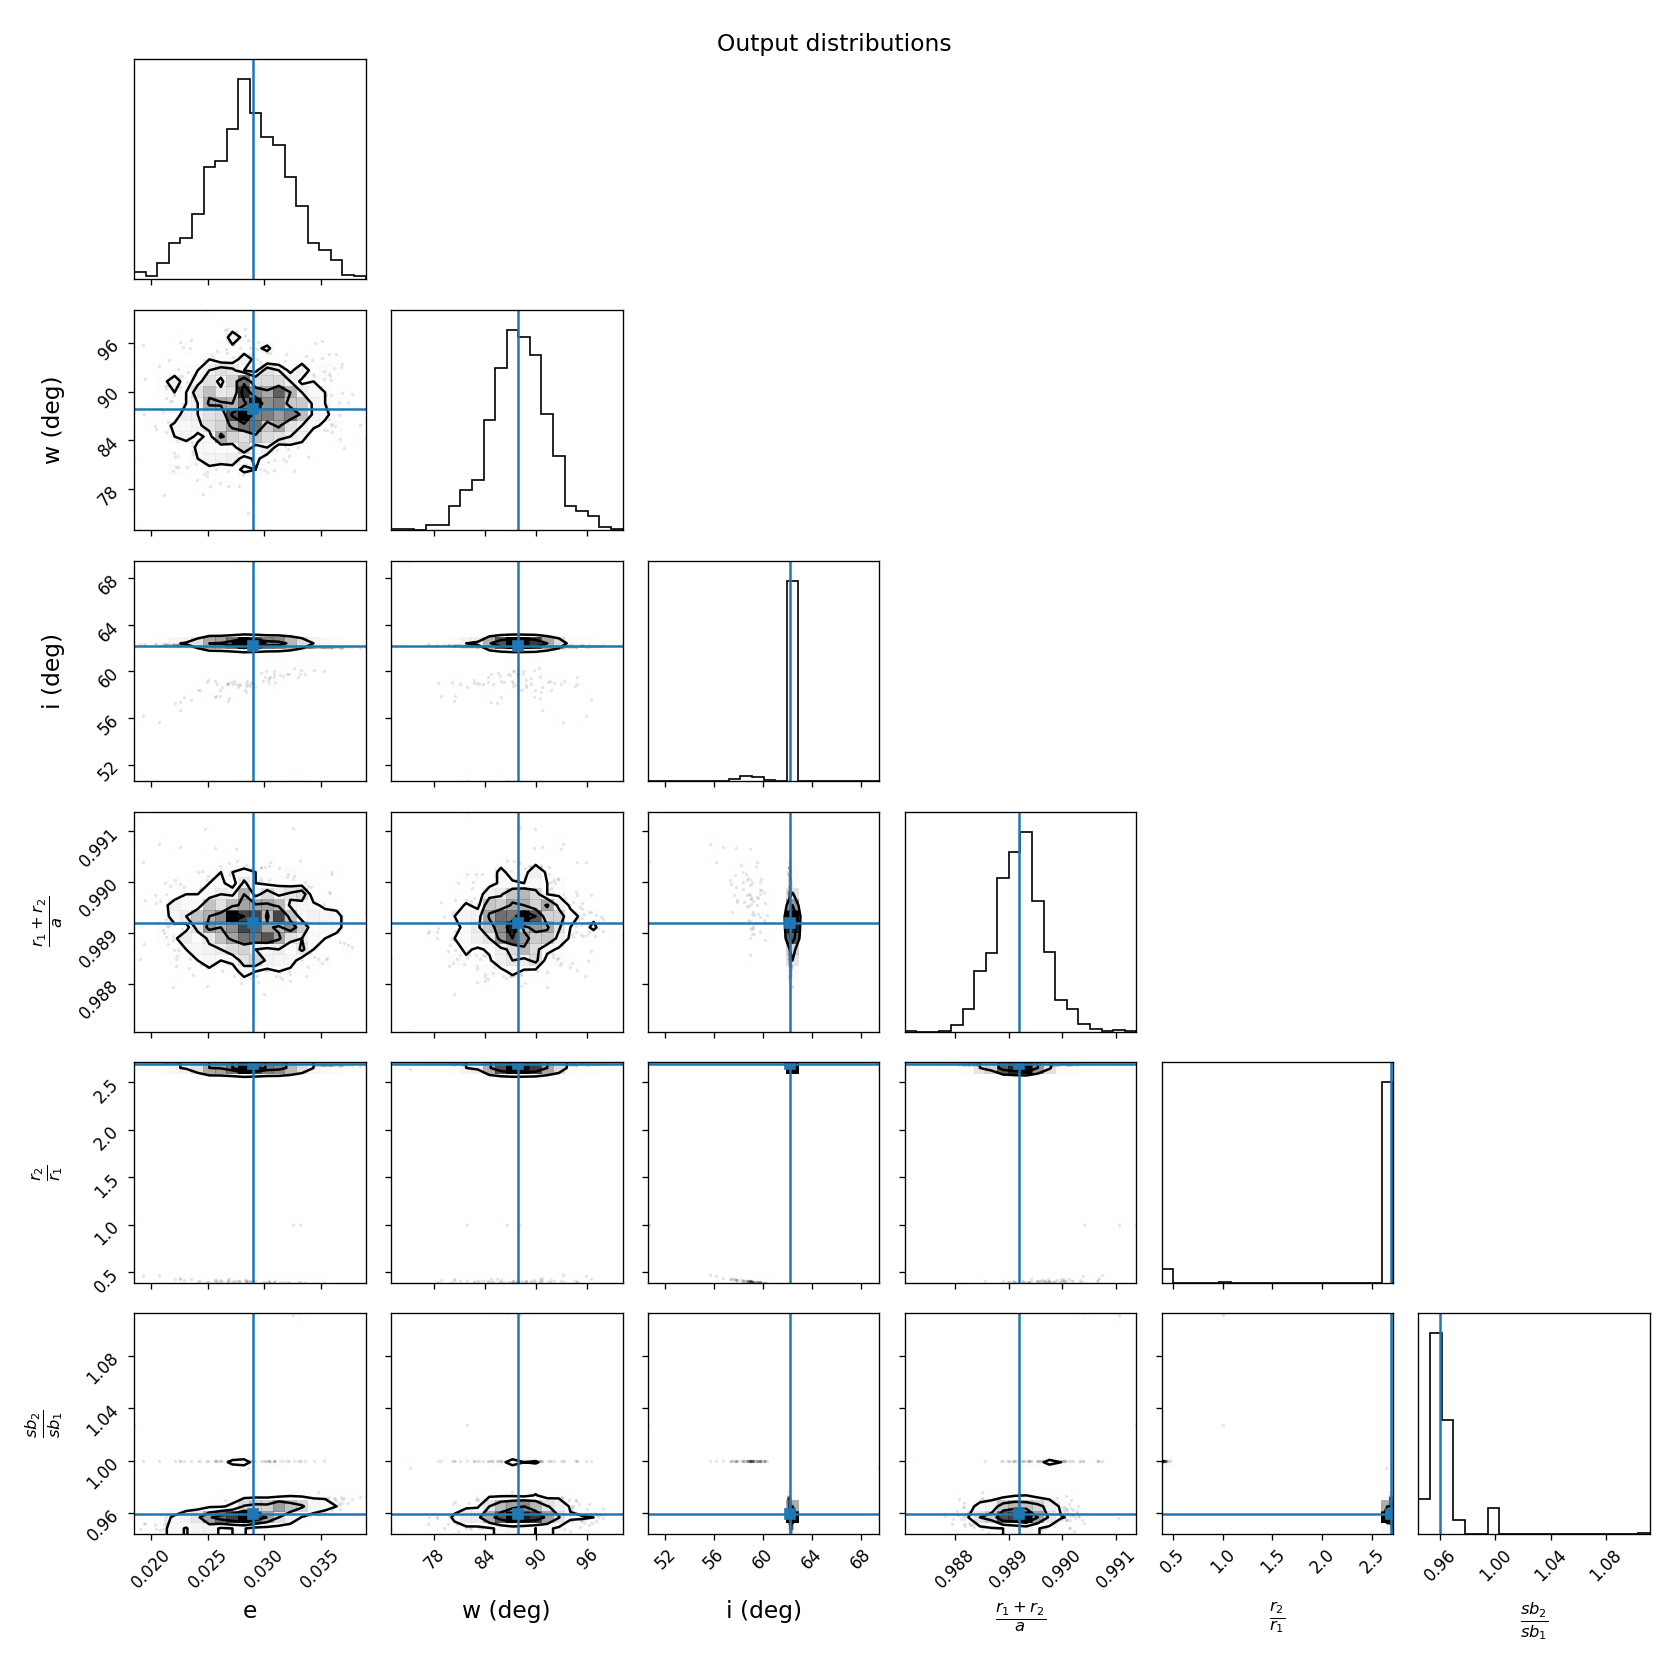 Output distributions
w (deg)
96
90
84
78
i (deg)
68
64
60
56
52
r₁ + r₂
a
0.991
0.990
0.989
0.988
r₂
r₁
2.5
2.0
1.5
1.0
0.5
sb₂
sb₁
1.08
1.04
1.00
0.96
0.020 0.025 0.030 0.035 78 84 90 96 52 56 60 64 68 0.988 0.989 0.990 0.991 0.5 1.0 1.5 2.0 2.5 0.96 1.00 1.04 1.08
e w (deg) i (deg) r₁ + r₂ / a r₂ / r₁ sb₂ / sb₁